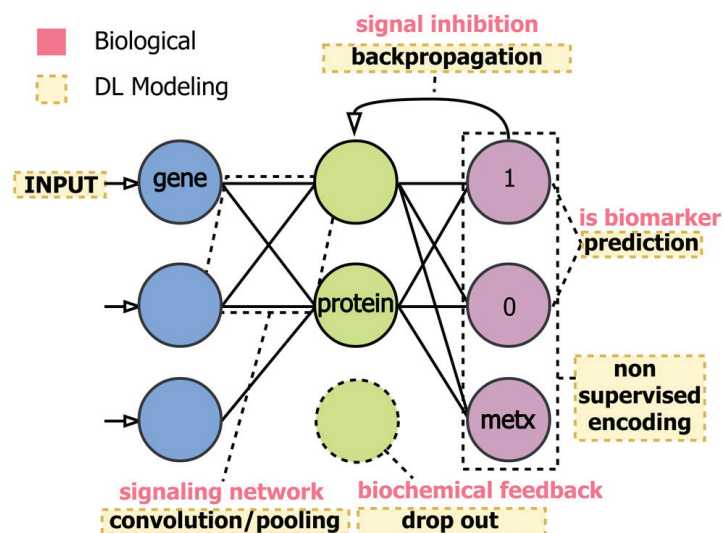 Biological
DL Modeling
signal inhibition
backpropagation
INPUT
gene
1
is biomarker
prediction
protein
0
metx
non
supervised
encoding
signaling network
convolution/pooling
biochemical feedback
drop out